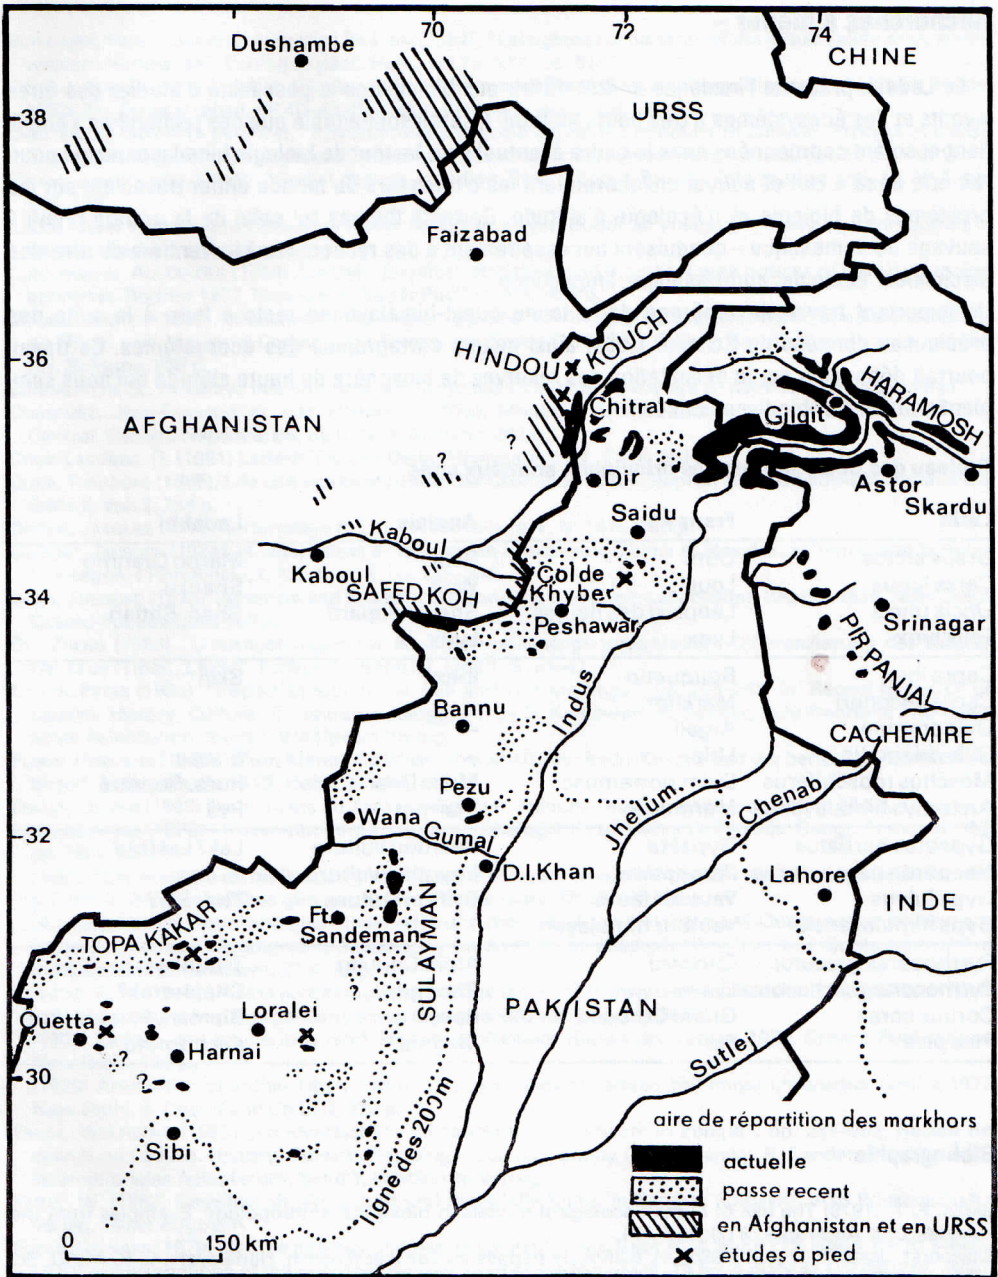 70
72
74
Dushambe
CHINE
URSS
38
Faizabad
36
HINDOU KOUCH
Chitral
Gilgit
HARAMOSH
AFGHANISTAN
?
?
Dir
Astor
Skardu
Saidu
Kaboul
Kaboul
Col de
Khyber
34
SAFED KOH
Peshawar
Srinagar
PIR PANJAL
Indus
Bannu
CACHEMIRE
Pezu
Jhelum
Chenab
32
Wana
Gumal
D.I.Khan
Lahore
INDE
Ft.
Sandeman
TOPA KAKAR
SULAYMAN
?
PAKISTAN
Quetta
Loralei
Harnai
?
?
30
Sutlej
Sibi
ligne des 200m
aire de répartition des markhors
actuelle
passe recent
en Afghanistan et en URSS
études à pied
0
150 km